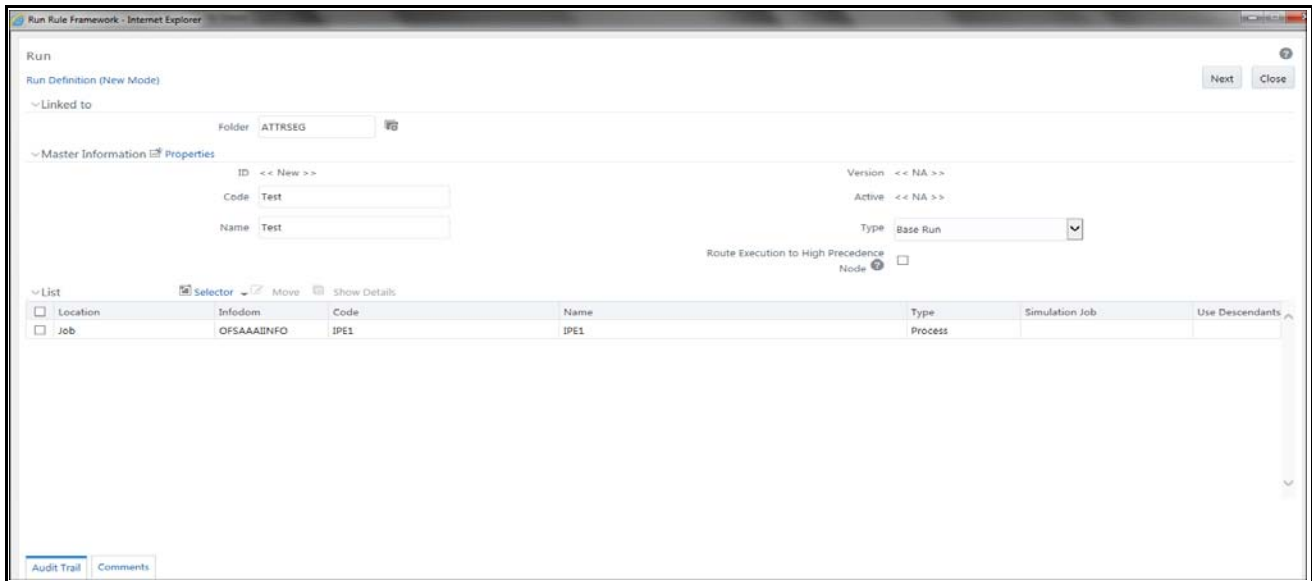 Run Rule Framework - Internet Explorer
Run
Run Definition (New Mode)
Next Close
Linked to
Folder ATTRSEG
Master Information Properties
ID << New >> Version << NA >>
Code Test Active << NA >>
Name Test Type Base Run
Route Execution to High Precedence
Node
List Selector Move Show Details
Location Infodom Code Name Type Simulation Job Use Descendants
Job OFSAAAIINFO IPE1 IPE1 Process
Audit Trail Comments